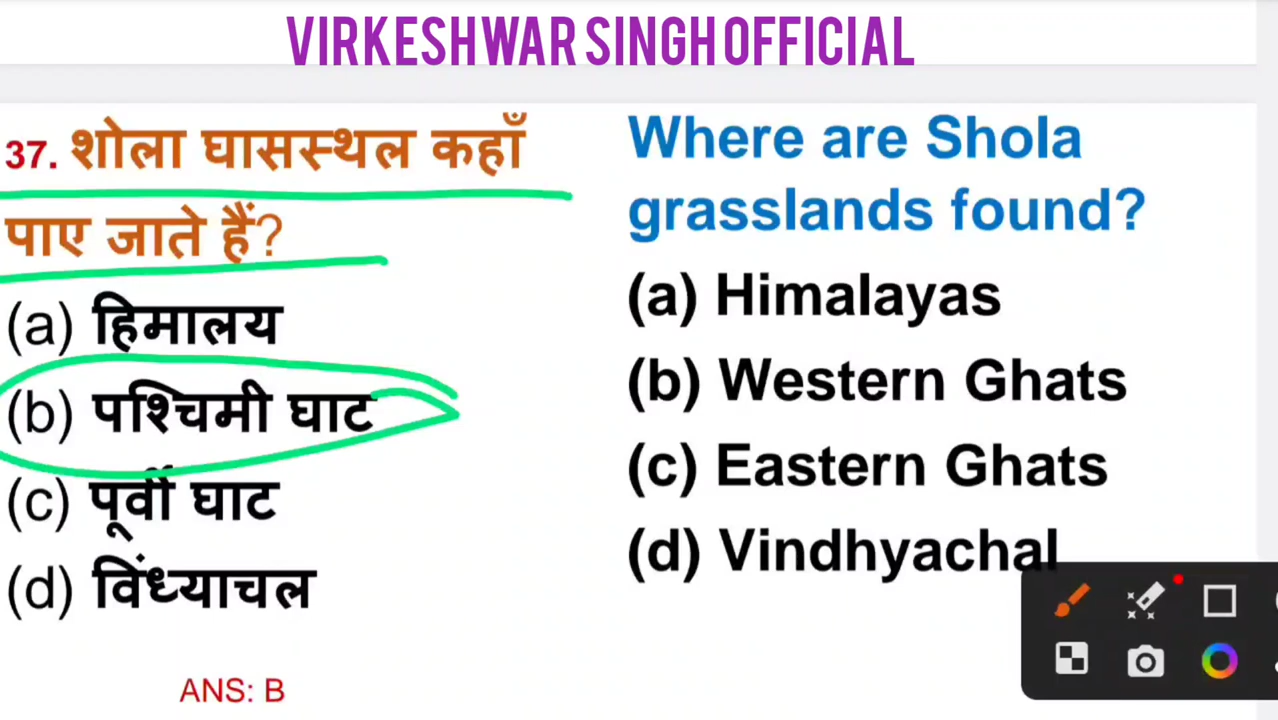 VIRKESHWAR SINGH OFFICIAL
37. शोला घासस्थल कहाँ
पाए जाते हैं?
(a) हिमालय
(b) पश्चिमी घाट
(c) पूर्वी घाट
(d) विंध्याचल
ANS: B
Where are Shola
grasslands found?
(a) Himalayas
(b) Western Ghats
(c) Eastern Ghats
(d) Vindhyachal